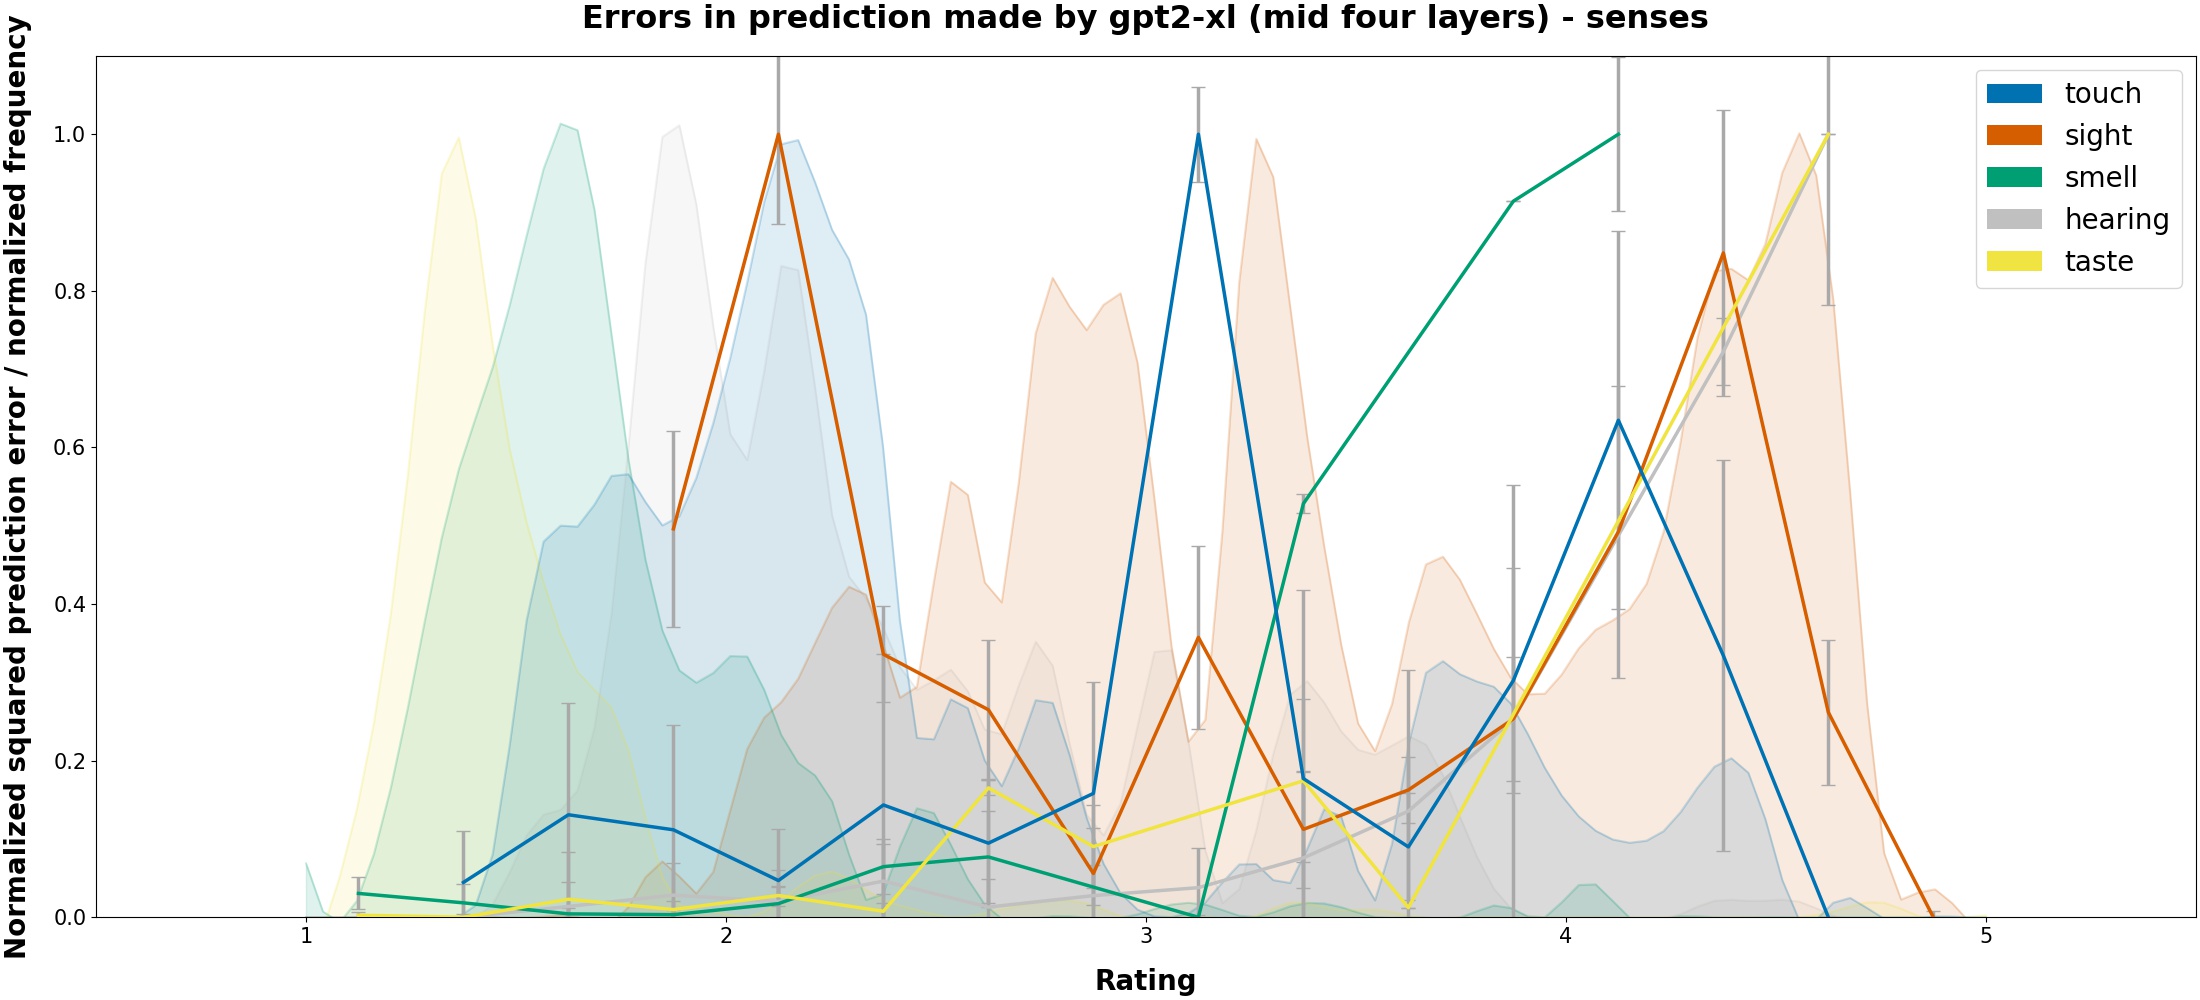 Errors in prediction made by gpt2-xl (mid four layers) - senses
Normalized squared prediction error / normalized frequency
1.0
0.8
0.6
0.4
0.2
0.0
touch
sight
smell
hearing
taste
1
2
3
4
5
Rating